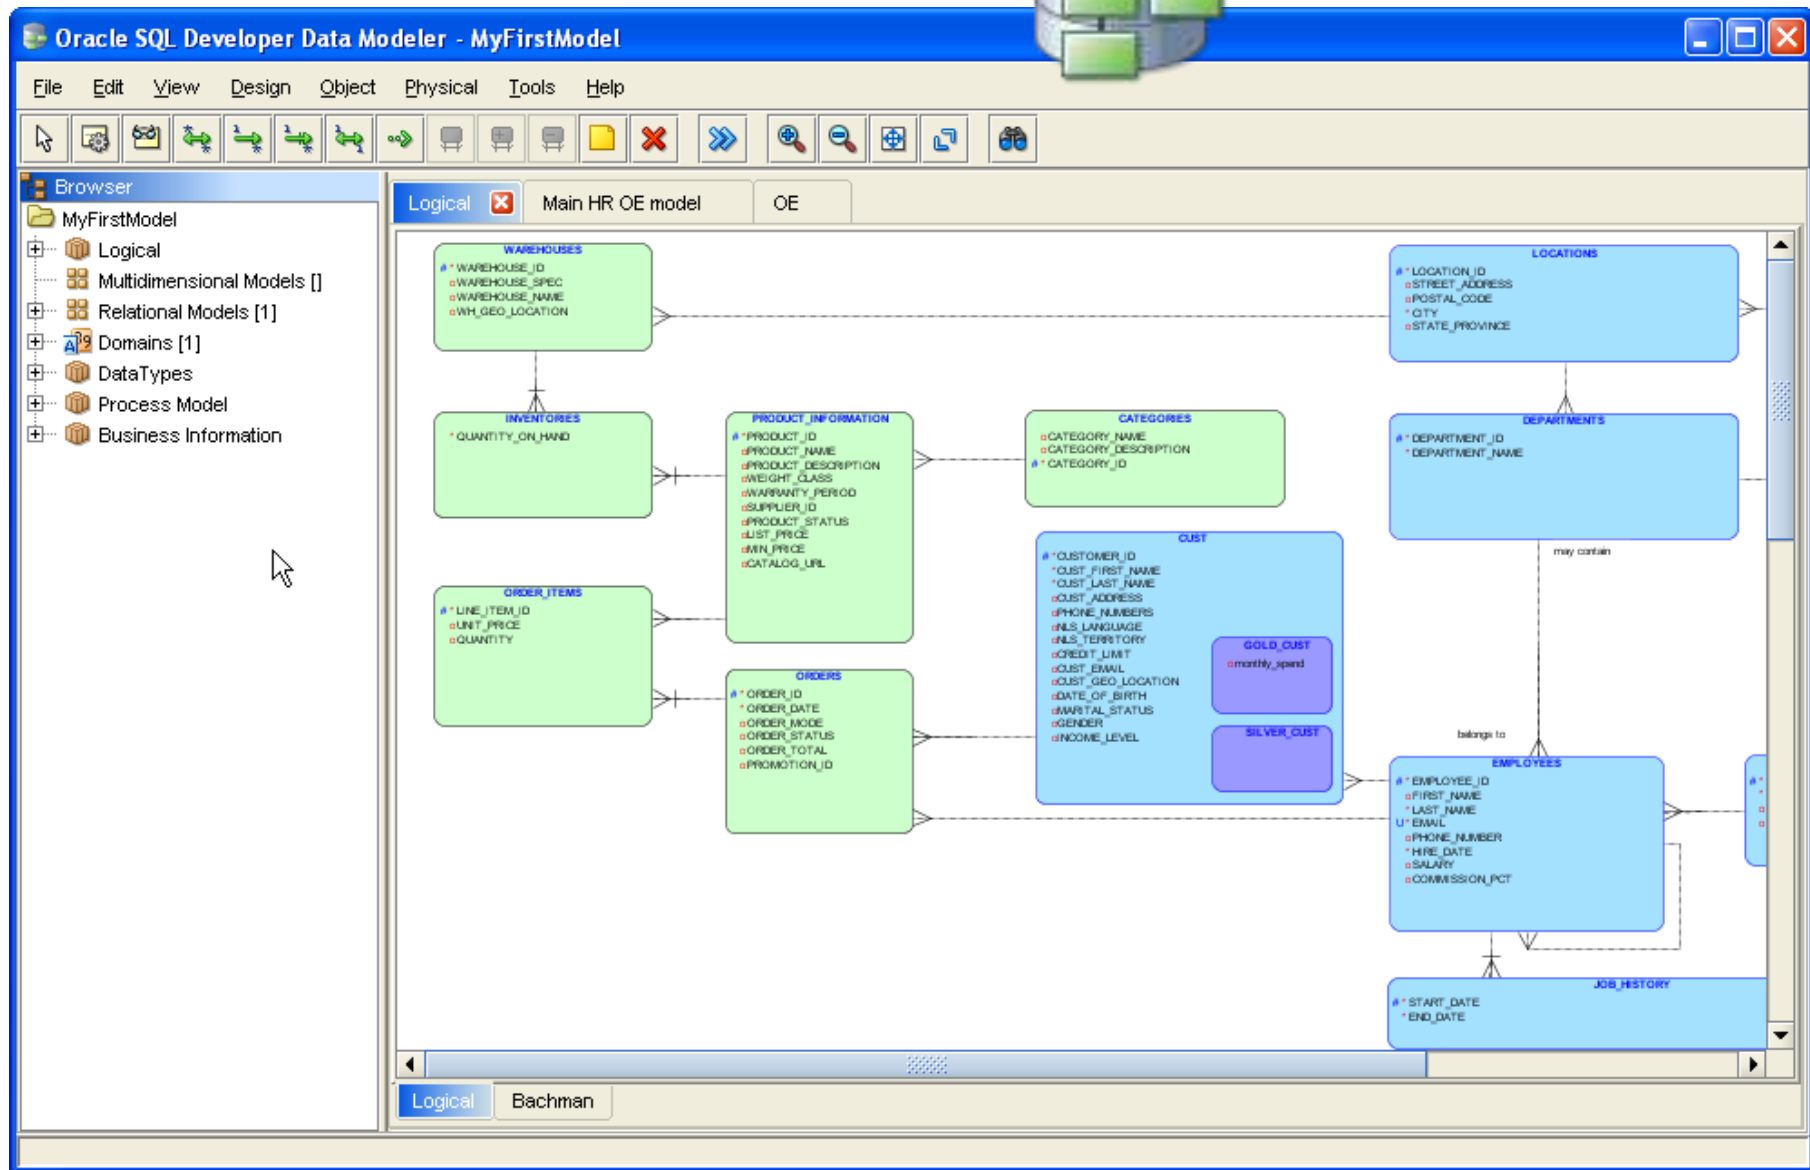 Oracle SQL Developer Data Modeler - MyFirstModel
File Edit View Design Object Physical Tools Help
Browser
MyFirstModel
Logical
Multidimensional Models []
Relational Models [1]
Domains [1]
DataTypes
Process Model
Business Information
Logical Main HR OE model OE
WAREHOUSES
# * WAREHOUSE_ID
WAREHOUSE_SPEC
WAREHOUSE_NAME
WH_GEO_LOCATION
LOCATIONS
# * LOCATION_ID
STREET_ADDRESS
POSTAL_CODE
* CITY
STATE_PROVINCE
INVENTORIES
* QUANTITY_ON_HAND
PRODUCT_INFORMATION
# * PRODUCT_ID
PRODUCT_NAME
PRODUCT_DESCRIPTION
WEIGHT_CLASS
WARRANTY_PERIOD
SUPPLIER_ID
PRODUCT_STATUS
LIST_PRICE
MIN_PRICE
CATALOG_URL
CATEGORIES
CATEGORY_NAME
CATEGORY_DESCRIPTION
# * CATEGORY_ID
DEPARTMENTS
# * DEPARTMENT_ID
* DEPARTMENT_NAME
may contain
ORDER_ITEMS
# * LINE_ITEM_ID
UNIT_PRICE
QUANTITY
CUST
# * CUSTOMER_ID
* CUST_FIRST_NAME
* CUST_LAST_NAME
CUST_ADDRESS
PHONE_NUMBERS
NLS_LANGUAGE
NLS_TERRITORY
CREDIT_LIMIT
CUST_EMAIL
CUST_GEO_LOCATION
DATE_OF_BIRTH
MARITAL_STATUS
GENDER
INCOME_LEVEL
GOLD_CUST
monthly_spend
SILVER_CUST
ORDERS
# * ORDER_ID
* ORDER_DATE
ORDER_MODE
ORDER_STATUS
ORDER_TOTAL
PROMOTION_ID
belongs to
EMPLOYEES
# * EMPLOYEE_ID
FIRST_NAME
* LAST_NAME
U * EMAIL
PHONE_NUMBER
* HIRE_DATE
SALARY
COMMISSION_PCT
JOB_HISTORY
# * START_DATE
* END_DATE
Logical Bachman